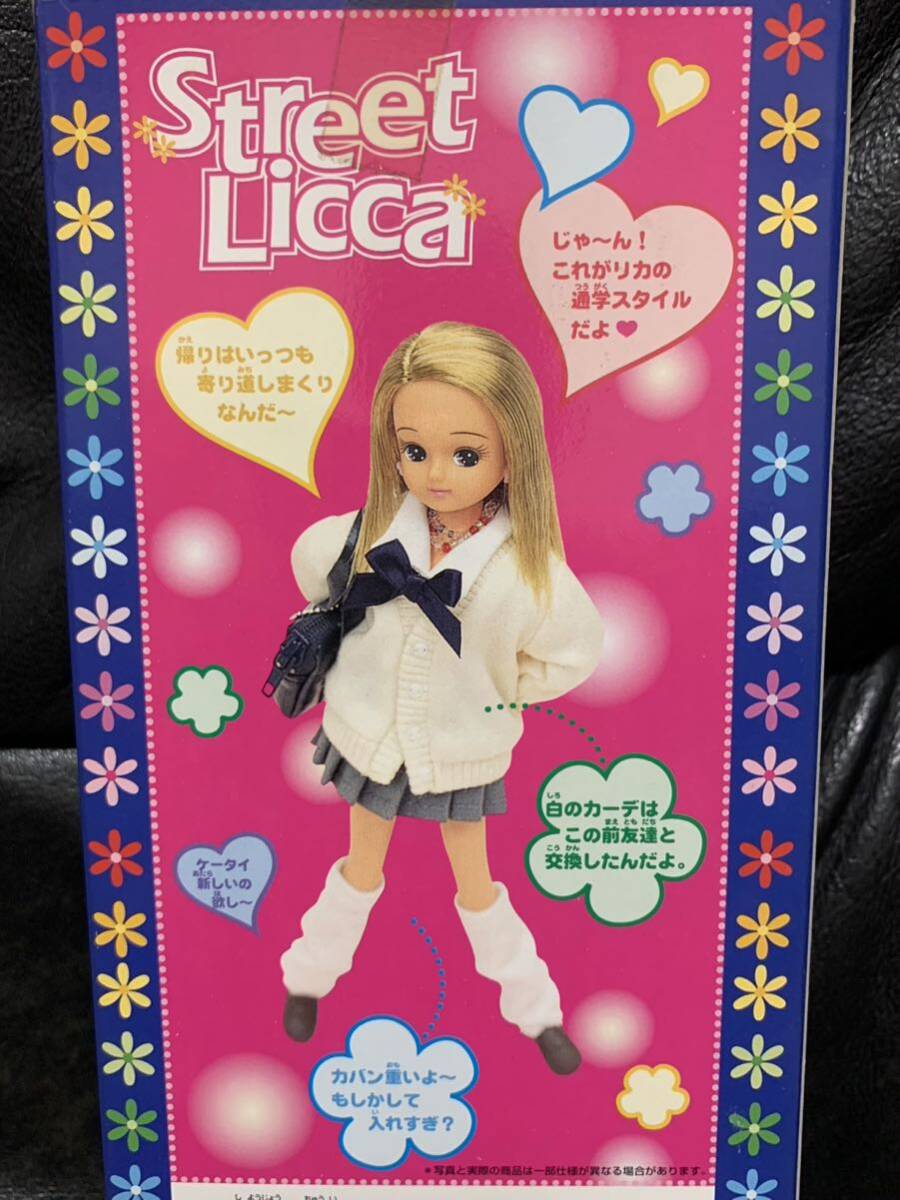 Street
Licca
じゃ〜ん！
これがリカの
通学スタイル
だよ♥
帰りはいっつも
寄り道しまくり
なんだ〜
白のカーデは
この前友達と
交換したんだよ。
ケータイ
新しいの
欲し〜
カバン重いよ〜
もしかして
入れすぎ？
*写真と実際の商品は一部仕様が異なる場合があります。